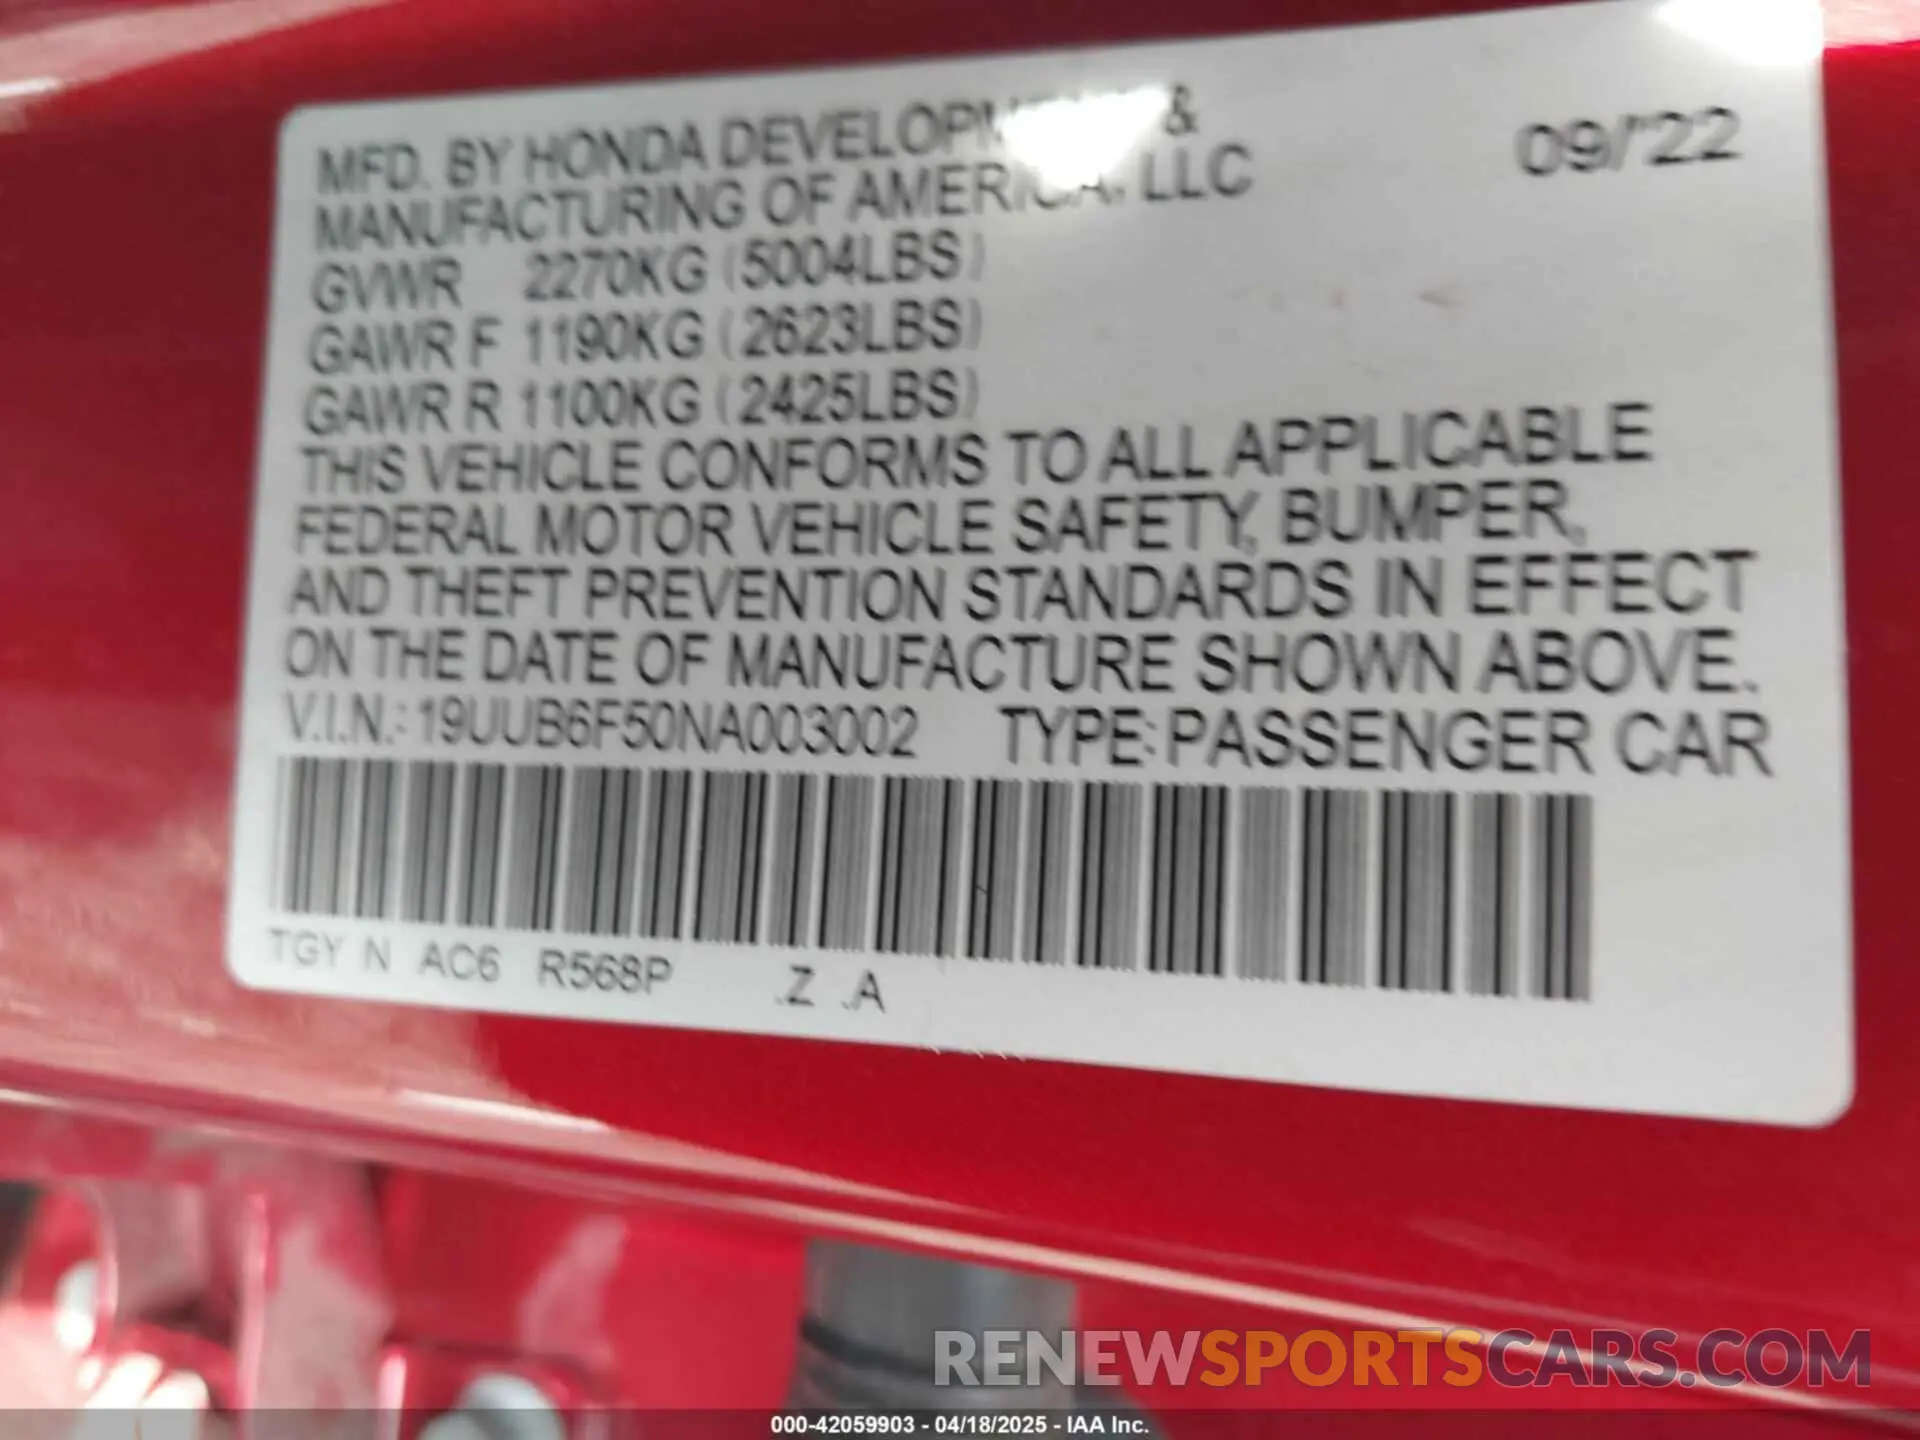 MFD. BY HONDA DEVELOPMENT &
09/'22
MANUFACTURING OF AMERICA, LLC
GVWR 2270KG (5004LBS)
GAWR F 1190KG (2623LBS)
GAWR R 1100KG (2425LBS)
THIS VEHICLE CONFORMS TO ALL APPLICABLE
FEDERAL MOTOR VEHICLE SAFETY, BUMPER,
AND THEFT PREVENTION STANDARDS IN EFFECT
ON THE DATE OF MANUFACTURE SHOWN ABOVE.
V.I.N.: 19UUB6F50NA003002 TYPE: PASSENGER CAR
TGY N AC6 R568P .Z .A
RENEWSPORTSCARS.COM
000-42059903 - 04/18/2025 - IAA Inc.